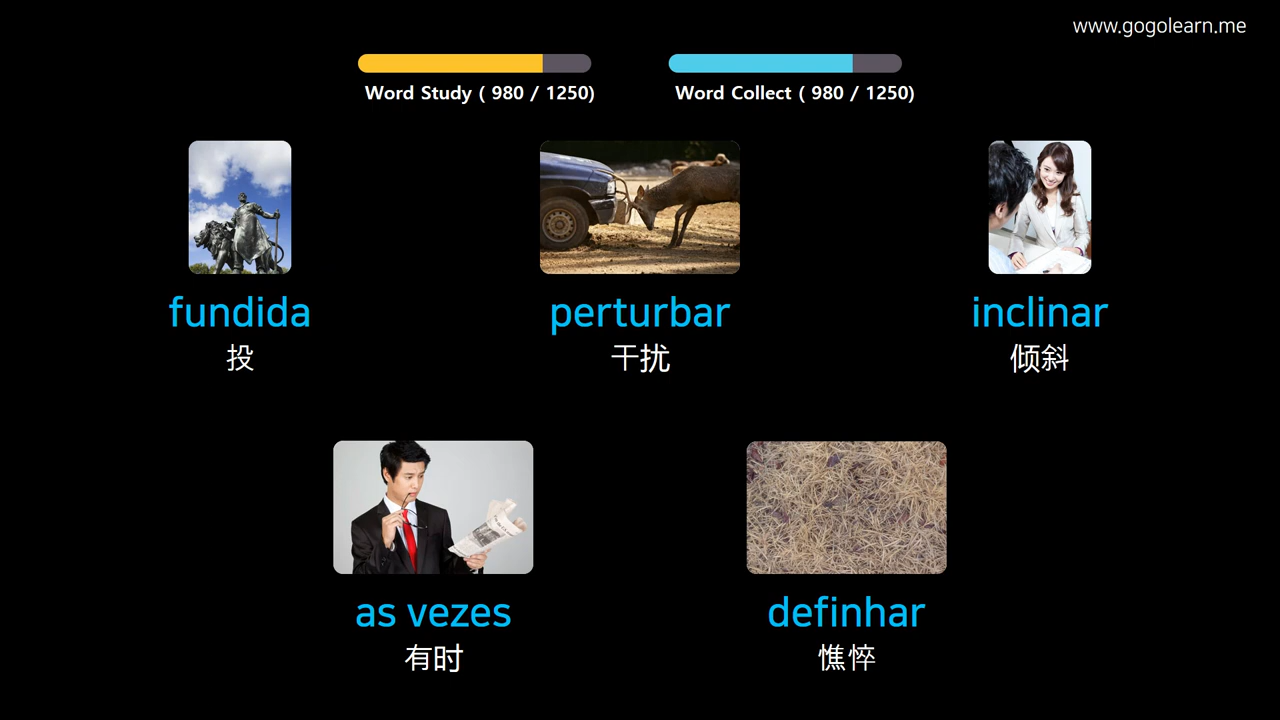 www.gogolearn.me
Word Study ( 980 / 1250)
Word Collect ( 980 / 1250)
fundida
投
perturbar
干扰
inclinar
倾斜
as vezes
有时
definhar
憔悴